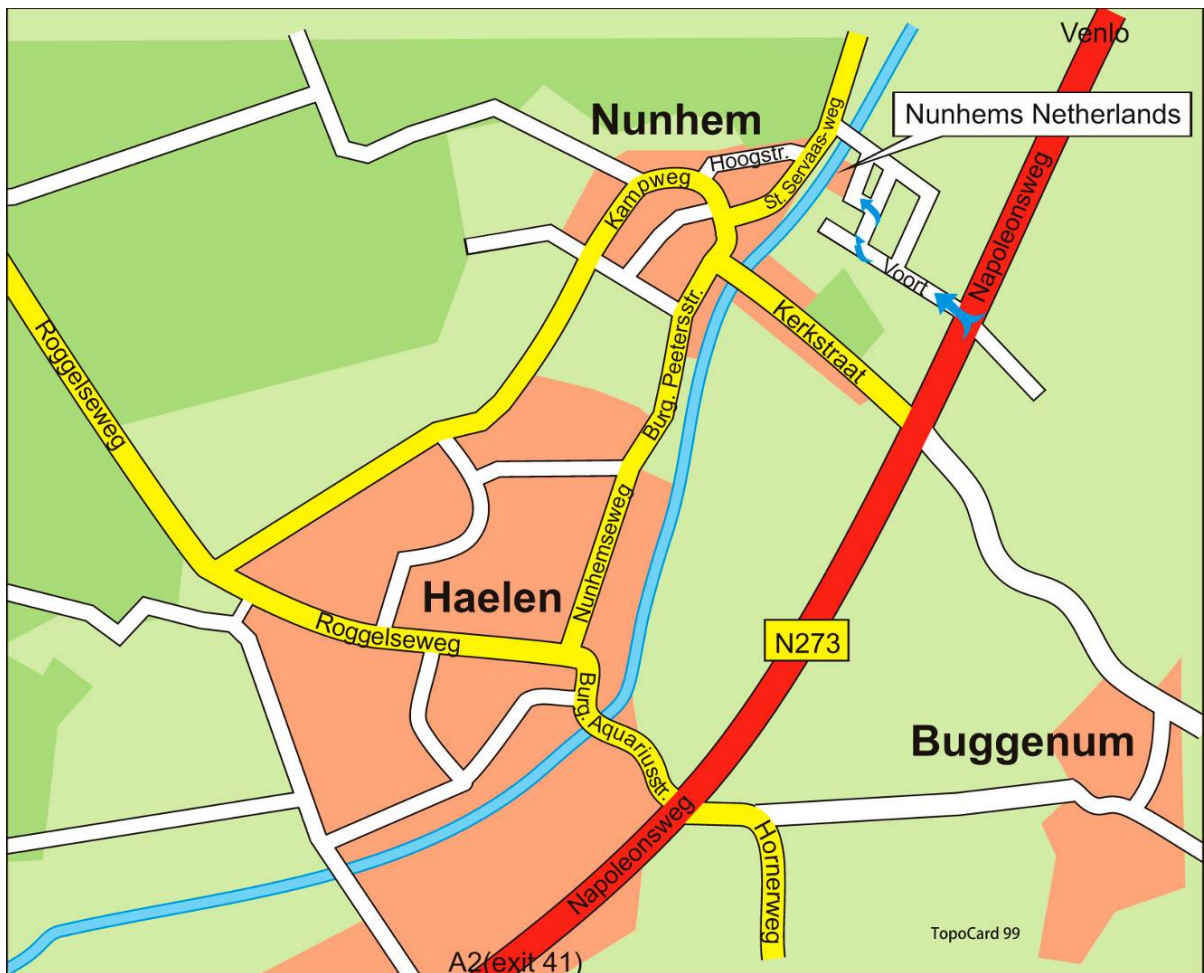 Venlo
Nunhem
Nunhems Netherlands
Hoogstr.
St. Servaas-weg
Kampweg
Napoleonsweg
Voort
Burg. Peetersstr.
Kerkstraat
Roggelseweg
Nunhemseweg
Haelen
Roggelseweg
N273
Burg. Aquariusstr.
Buggenum
Napoleonsweg
Hornerweg
TopoCard 99
A2(exit 41)